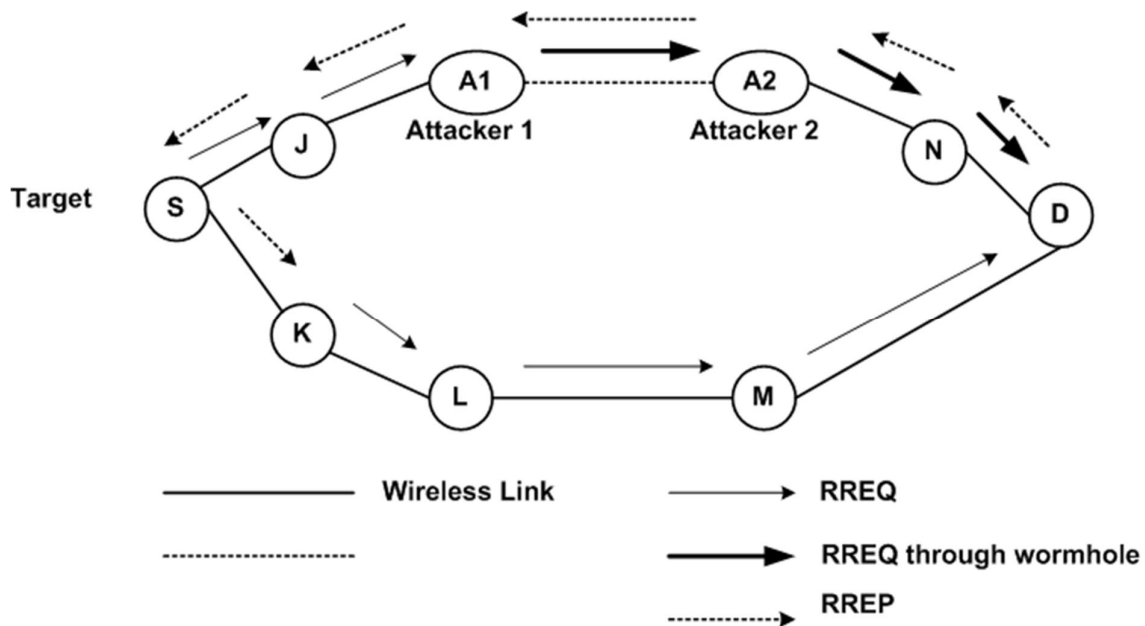 A1
A2
Attacker 1
Attacker 2
J
N
Target
S
D
K
L
M
Wireless Link
RREQ
RREQ through wormhole
RREP